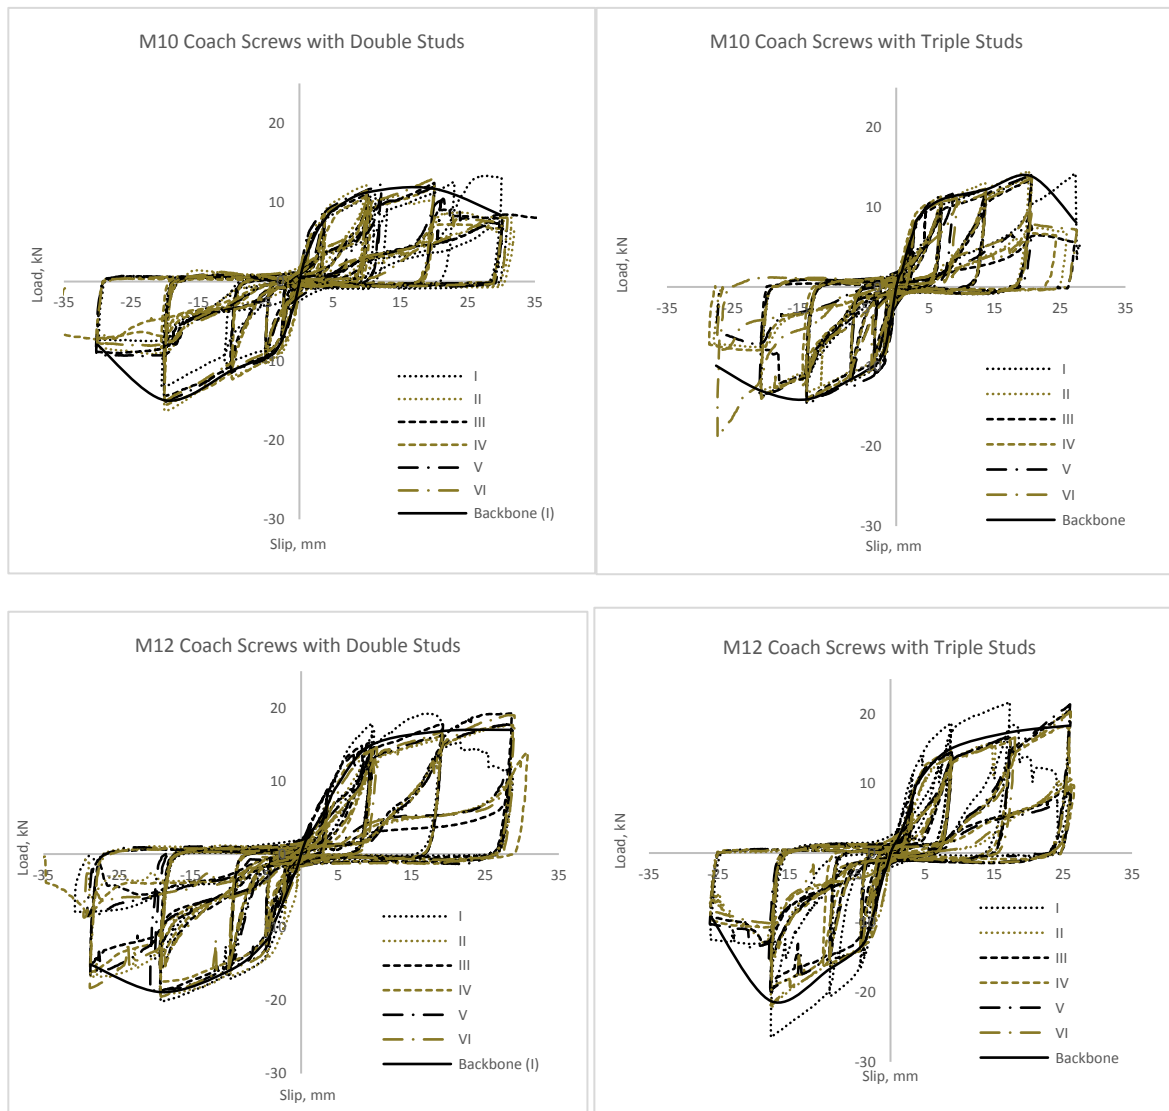 M10 Coach Screws with Double Studs
20
10
-10
-20
-30
-35
-25
-15
-5
5
15
25
35
Load, kN
Slip, mm
I
II
III
IV
V
VI
Backbone (I)
M10 Coach Screws with Triple Studs
20
10
-10
-20
-30
-35
-25
-15
-5
5
15
25
35
Load, kN
Slip, mm
I
II
III
IV
V
VI
Backbone
M12 Coach Screws with Double Studs
20
10
-10
-20
-30
-35
-25
-15
-5
5
15
25
35
Load, kN
Slip, mm
I
II
III
IV
V
VI
Backbone (I)
M12 Coach Screws with Triple Studs
20
10
-10
-20
-30
-35
-25
-15
-5
5
15
25
35
Load, kN
Slip, mm
I
II
III
IV
V
VI
Backbone